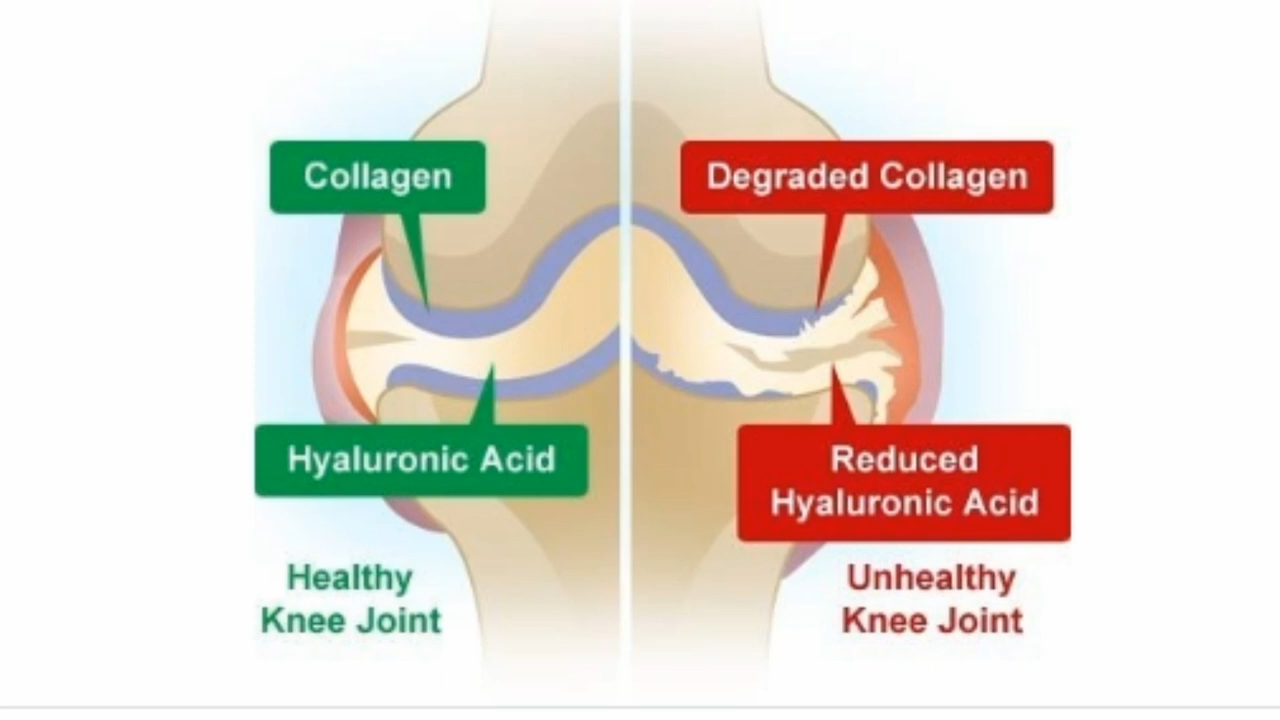 Collagen
Degraded Collagen
Hyaluronic Acid
Reduced
Hyaluronic Acid
Healthy
Knee Joint
Unhealthy
Knee Joint